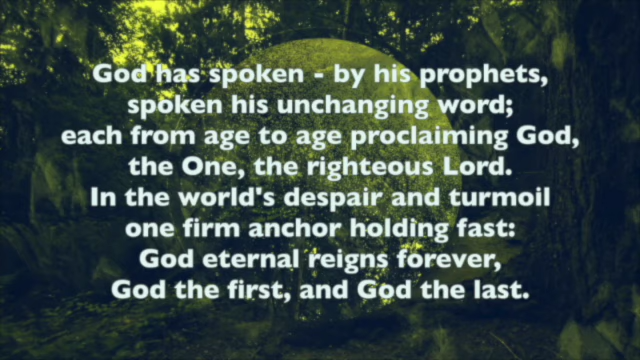 God has spoken - by his prophets,
spoken his unchanging word;
each from age to age proclaiming God,
the One, the righteous Lord.
In the world's despair and turmoil
one firm anchor holding fast:
God eternal reigns forever,
God the first, and God the last.